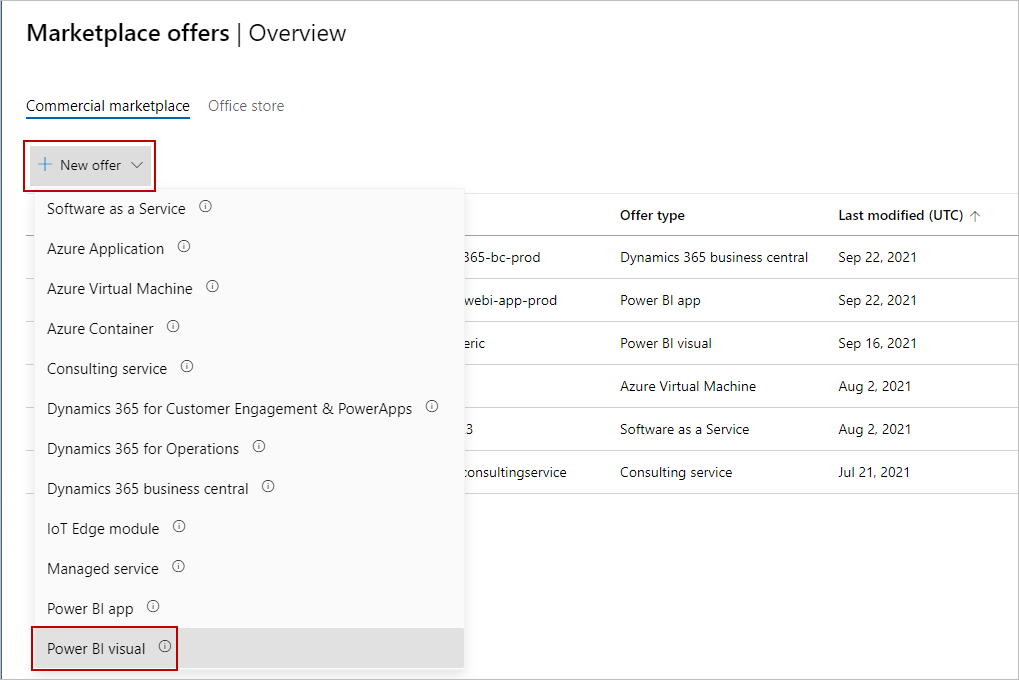 Marketplace offers | Overview
Commercial marketplace Office store
New offer
Software as a Service
Azure Application
Azure Virtual Machine
Azure Container
Consulting service
Dynamics 365 for Customer Engagement & PowerApps
Dynamics 365 for Operations
Dynamics 365 business central
IoT Edge module
Managed service
Power BI app
Power BI visual
Offer type Last modified (UTC)
365-bc-prod Dynamics 365 business central Sep 22, 2021
webi-app-prod Power BI app Sep 22, 2021
eric Power BI visual Sep 16, 2021
Azure Virtual Machine Aug 2, 2021
3 Software as a Service Aug 2, 2021
consultingservice Consulting service Jul 21, 2021